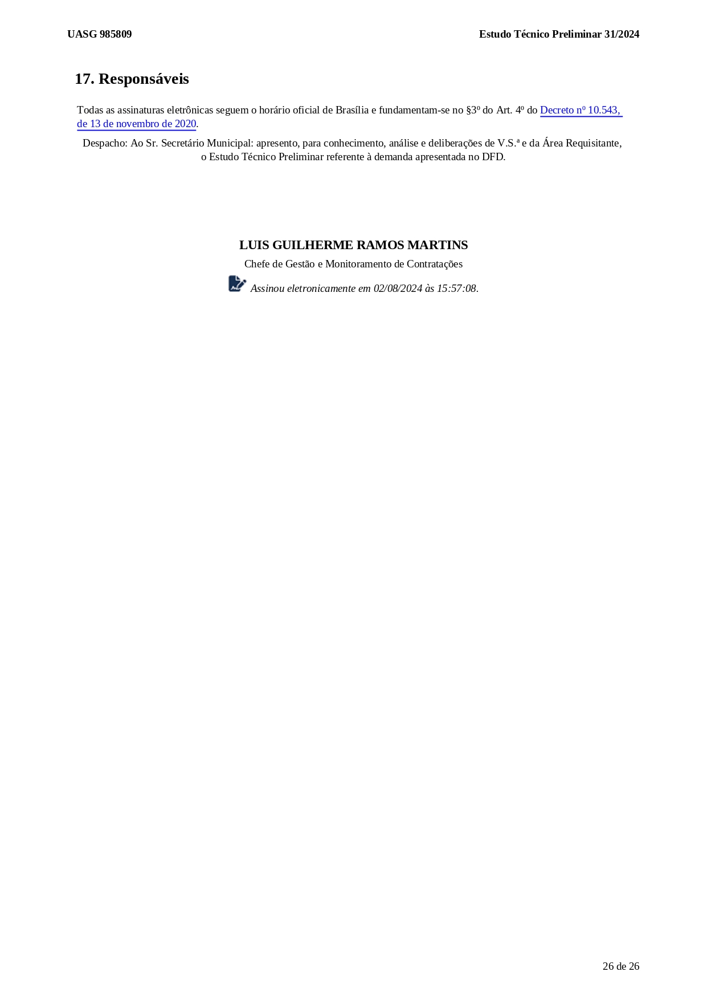 UASG 985809
Estudo Técnico Preliminar 31/2024
17. Responsáveis
Todas as assinaturas eletrônicas seguem o horário oficial de Brasília e fundamentam-se no §3º do Art. 4º do Decreto nº 10.543,
de 13 de novembro de 2020.
Despacho: Ao Sr. Secretário Municipal: apresento, para conhecimento, análise e deliberações de V.S.ª e da Área Requisitante,
o Estudo Técnico Preliminar referente à demanda apresentada no DFD.
LUIS GUILHERME RAMOS MARTINS
Chefe de Gestão e Monitoramento de Contratações
Assinou eletronicamente em 02/08/2024 às 15:57:08.
26 de 26